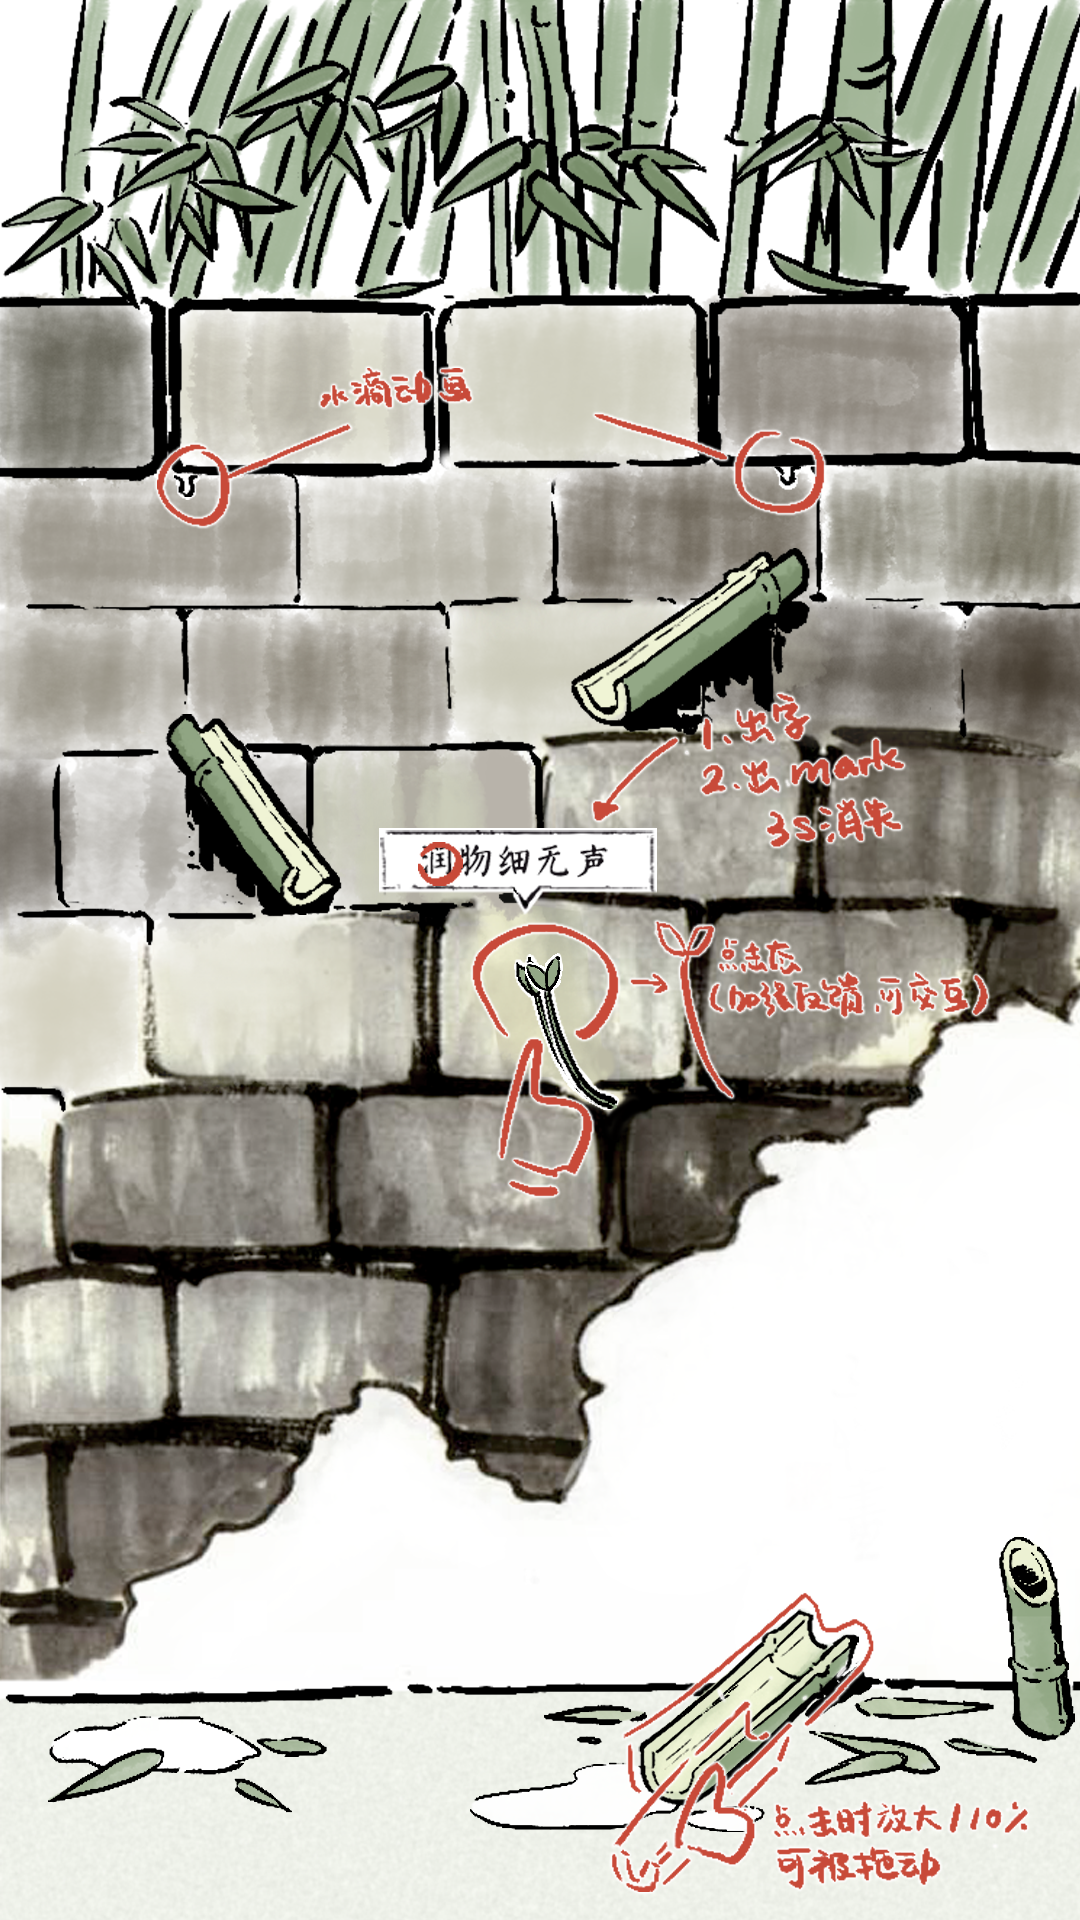 水滴动画
1、出字
2.出mark
3s消失
润物细无声
点击态
(加强反馈,可交互)
点击时放大110%
可被拖动